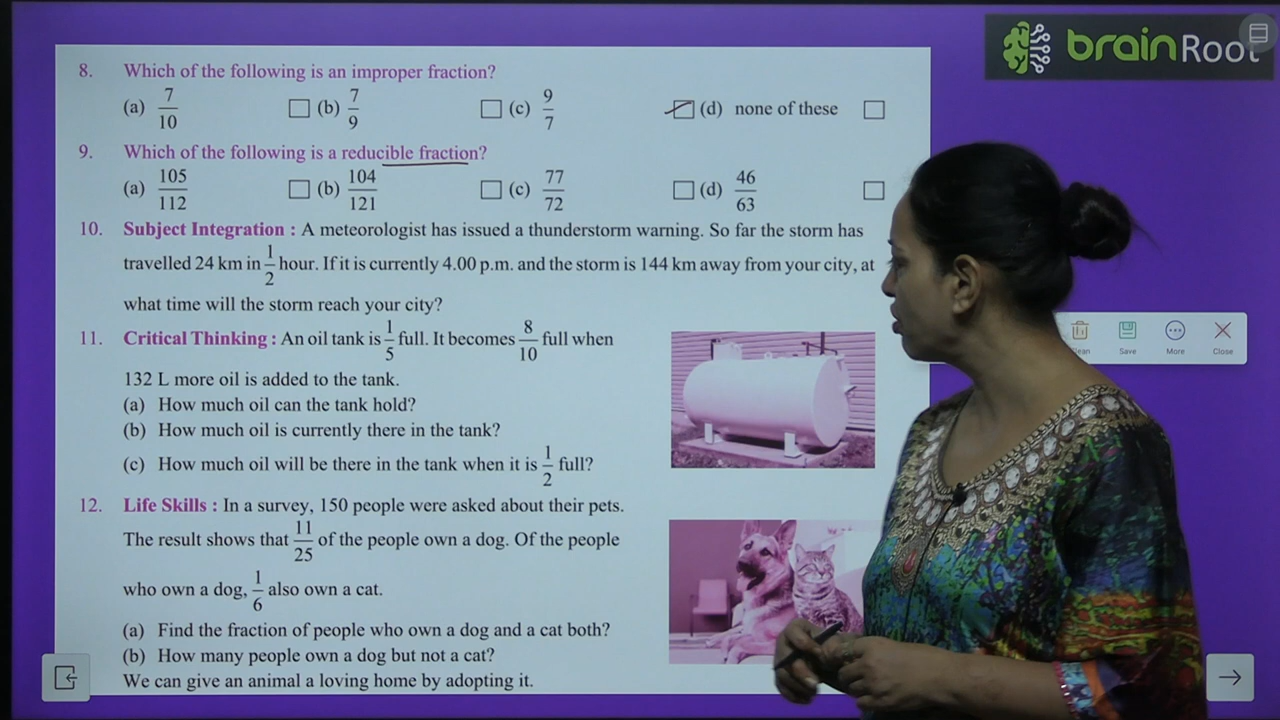 brainRoot
8. Which of the following is an improper fraction?
(a) 7/10 (b) 7/9 (c) 9/7 (d) none of these
9. Which of the following is a reducible fraction?
(a) 105/112 (b) 104/121 (c) 77/72 (d) 46/63
10. Subject Integration : A meteorologist has issued a thunderstorm warning. So far the storm has
travelled 24 km in 1/2 hour. If it is currently 4.00 p.m. and the storm is 144 km away from your city, at
what time will the storm reach your city?
11. Critical Thinking : An oil tank is 1/5 full. It becomes 8/10 full when
132 L more oil is added to the tank.
(a) How much oil can the tank hold?
(b) How much oil is currently there in the tank?
(c) How much oil will be there in the tank when it is 1/2 full?
12. Life Skills : In a survey, 150 people were asked about their pets.
The result shows that 11/25 of the people own a dog. Of the people
who own a dog, 1/6 also own a cat.
(a) Find the fraction of people who own a dog and a cat both?
(b) How many people own a dog but not a cat?
We can give an animal a loving home by adopting it.
Save More Close